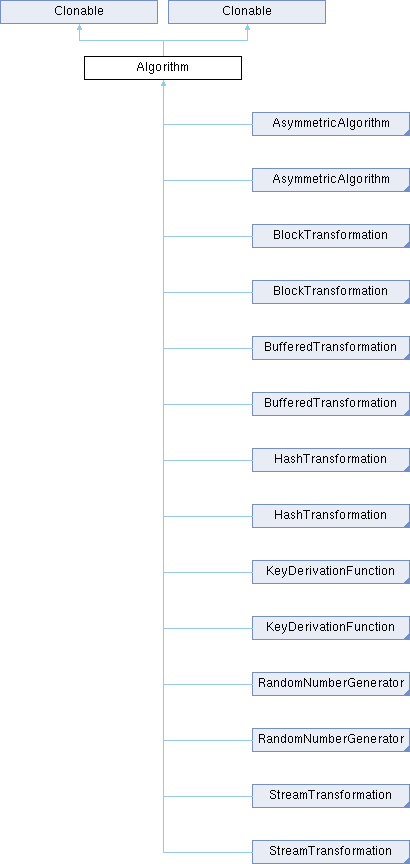 Clonable
Clonable
Algorithm
AsymmetricAlgorithm
AsymmetricAlgorithm
BlockTransformation
BlockTransformation
BufferedTransformation
BufferedTransformation
HashTransformation
HashTransformation
KeyDerivationFunction
KeyDerivationFunction
RandomNumberGenerator
RandomNumberGenerator
StreamTransformation
StreamTransformation